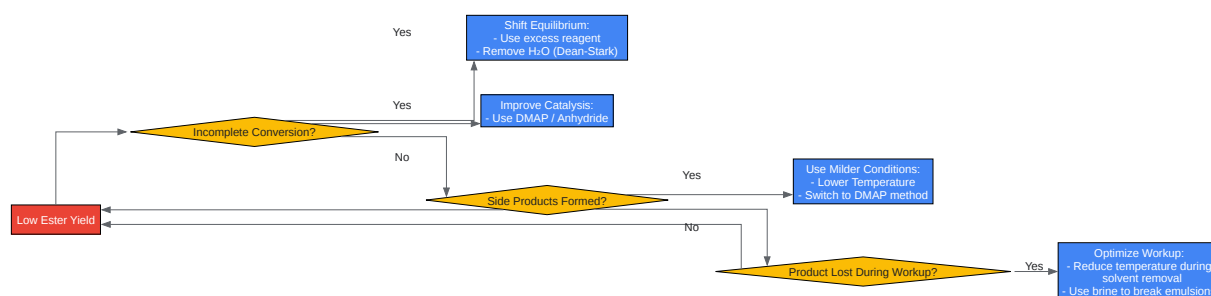 Yes
Shift Equilibrium:
- Use excess reagent
- Remove H₂O (Dean-Stark)
Yes
Improve Catalysis:
- Use DMAP / Anhydride
Incomplete Conversion?
No
Yes
Use Milder Conditions:
- Lower Temperature
- Switch to DMAP method
Side Products Formed?
Low Ester Yield
No
Optimize Workup:
- Reduce temperature during
solvent removal
- Use brine to break emulsion
Yes
Product Lost During Workup?